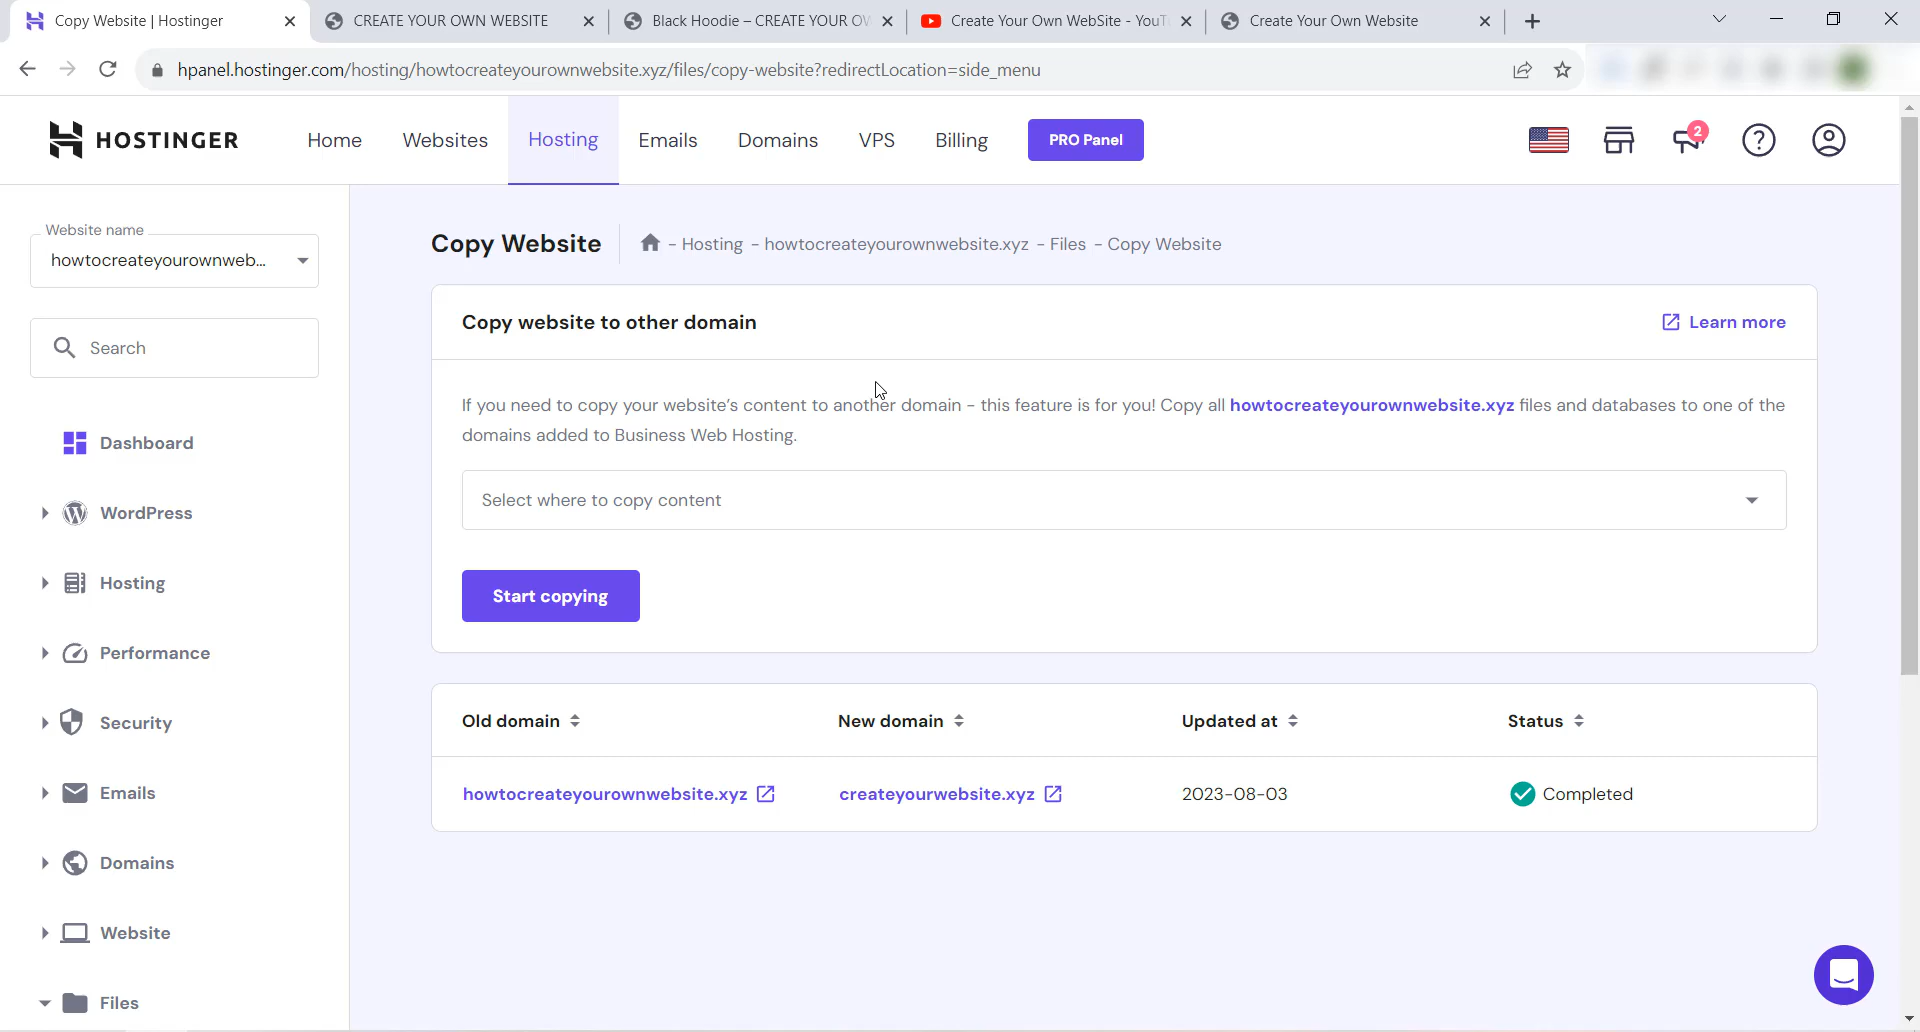 Copy Website | Hostinger
CREATE YOUR OWN WEBSITE
Black Hoodie – CREATE YOUR OW
Create Your Own WebSite - YouT
Create Your Own Website
hpanel.hostinger.com/hosting/howtocreateyourownwebsite.xyz/files/copy-website?redirectLocation=side_menu
HOSTINGER
Home
Websites
Hosting
Emails
Domains
VPS
Billing
PRO Panel
2
Website name
howtocreateyourownweb...
Search
Dashboard
WordPress
Hosting
Performance
Security
Emails
Domains
Website
Files
Copy Website
- Hosting - howtocreateyourownwebsite.xyz - Files - Copy Website
Copy website to other domain
Learn more
If you need to copy your website's content to another domain - this feature is for you! Copy all howtocreateyourownwebsite.xyz files and databases to one of the
domains added to Business Web Hosting.
Select where to copy content
Start copying
Old domain
New domain
Updated at
Status
howtocreateyourownwebsite.xyz
createyourwebsite.xyz
2023-08-03
Completed